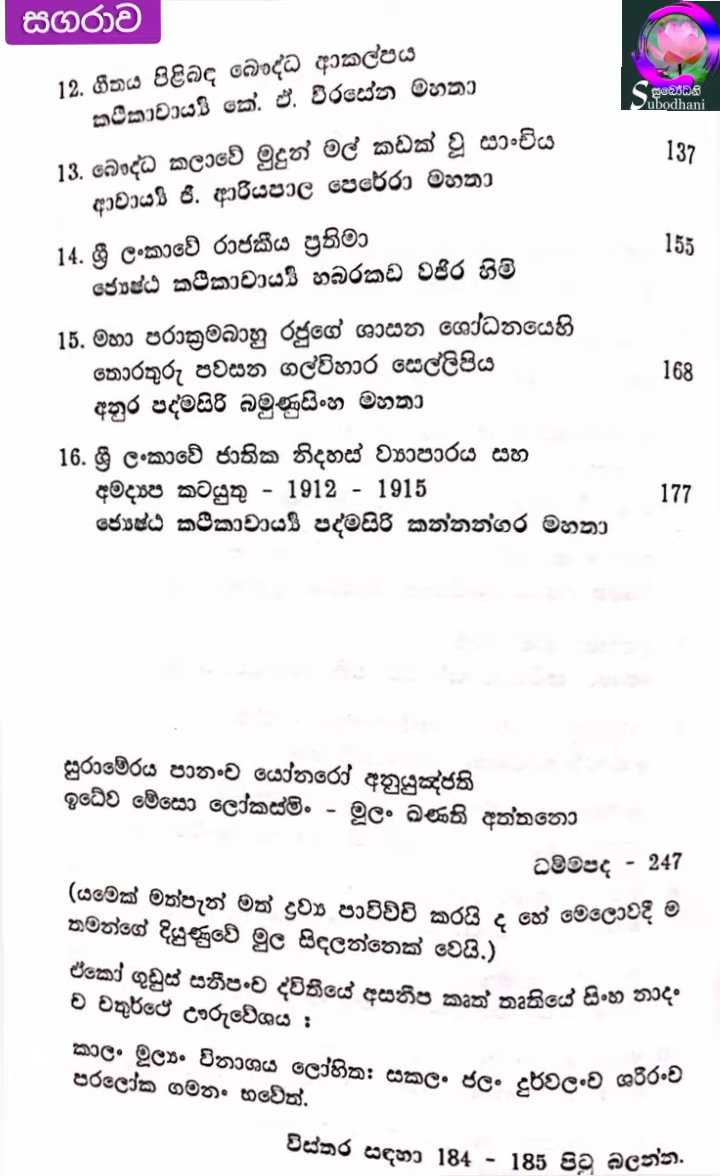 සගරාව
සුබෝධනි
Subodhani
12. ගීතය පිළිබඳ බෞද්ධ ආකල්පය
කථිකාචාර්‍ය්‍ය කේ. ඒ. වීරසේන මහතා
13. බෞද්ධ කලාවේ මුදුන් මල් කඩක් වූ සාංචිය 137
ආචාර්‍ය්‍ය ජී. ආරියපාල පෙරේරා මහතා
14. ශ්‍රී ලංකාවේ රාජකීය ප්‍රතිමා 155
ජ්‍යෙෂ්ඨ කථිකාචාර්‍ය්‍ය හබරකඩ වජිර හිමි
15. මහා පරාක්‍රමබාහු රජුගේ ශාසන ශෝධනයෙහි
තොරතුරු පවසන ගල්විහාර සෙල්ලිපිය 168
අනුර පද්මසිරි බමුණුසිංහ මහතා
16. ශ්‍රී ලංකාවේ ජාතික නිදහස් ව්‍යාපාරය සහ
අමද්‍යප කටයුතු - 1912 - 1915 177
ජ්‍යෙෂ්ඨ කථිකාචාර්‍ය්‍ය පද්මසිරි කන්නන්ගර මහතා
සුරාමේරය පානංච යෝනරෝ අනුයුඤ්ජති
ඉධේව මේසො ලෝකස්මිං - මූලං ඛණති අත්තනො
ධම්මපද - 247
(යමෙක් මත්පැන් මත් ද්‍රව්‍ය පාවිච්චි කරයි ද හේ මෙලොවදී ම
තමන්ගේ දියුණුවේ මුල සිඳලන්නෙක් වෙයි.)
ඒකෝ ගුඩුස් සනීපංච ද්විතීයේ අසනීප කෘත් තෘතියේ සිංහ නාදං
ච චතුර්ථේ ඌරුවේශය :
කාලං මූල්‍යං විනාශය ලෝහිතඃ සකලං ජලං දුර්වලංච ශරීරංච
පරලෝක ගමනං භවේත්.
විස්තර සඳහා 184 - 185 පිටු බලන්න.